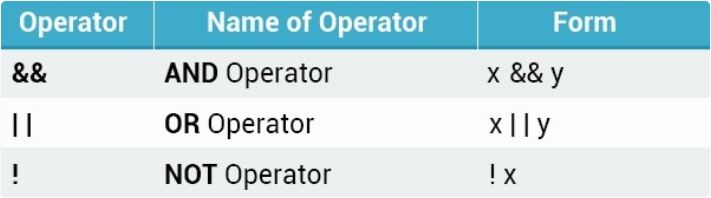 Operator Name of Operator Form
&& AND Operator x && y
|| OR Operator x || y
! NOT Operator ! x